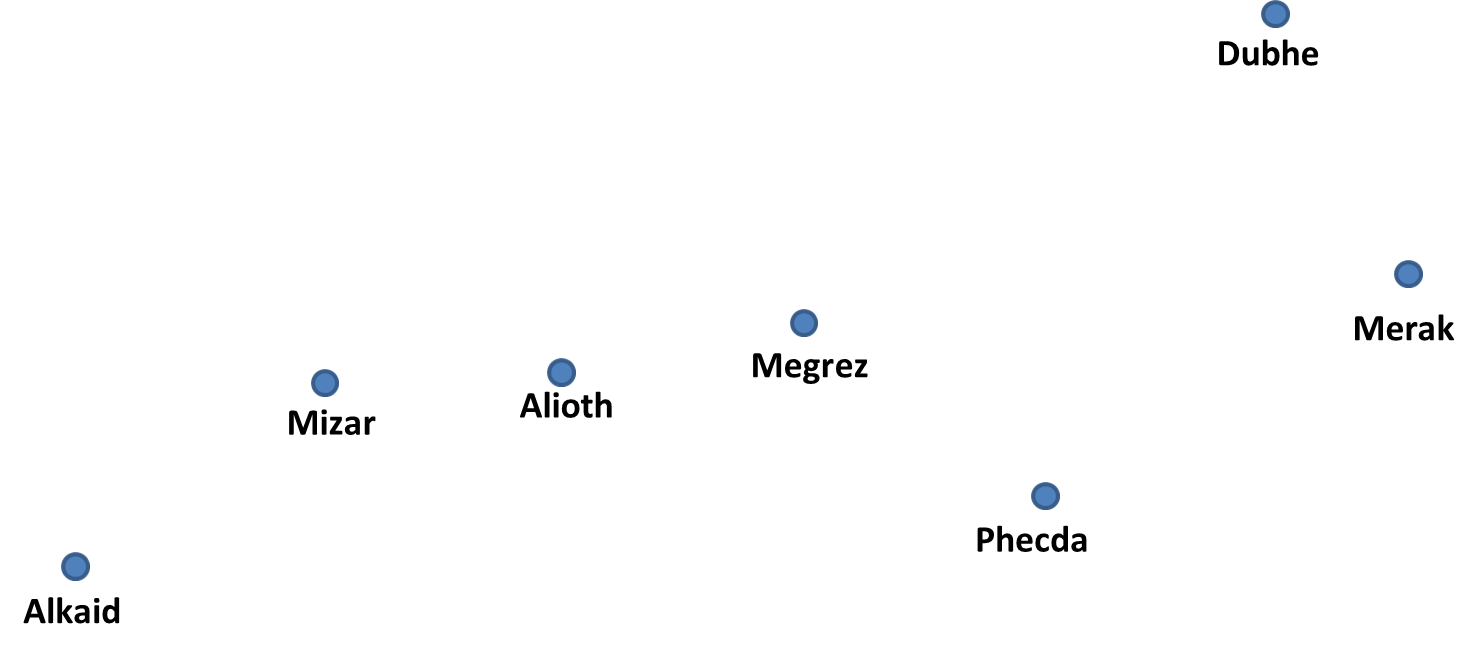 Dubhe
Merak
Megrez
Alioth
Mizar
Phecda
Alkaid